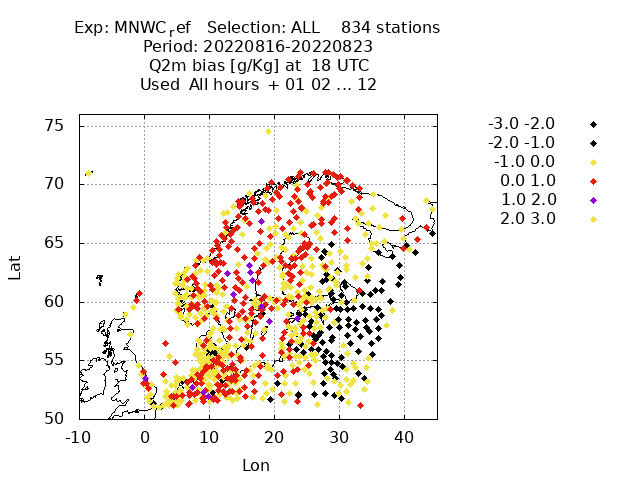 Exp: MNWCref   Selection: ALL    834 stations
Period: 20220816-20220823
Q2m bias [g/Kg] at  18 UTC
Used  All hours  + 01 02 ... 12
75
70
65
60
55
50
-10 0 10 20 30 40
Lat
Lon
-3.0 -2.0
-2.0 -1.0
-1.0 0.0
0.0 1.0
1.0 2.0
2.0 3.0